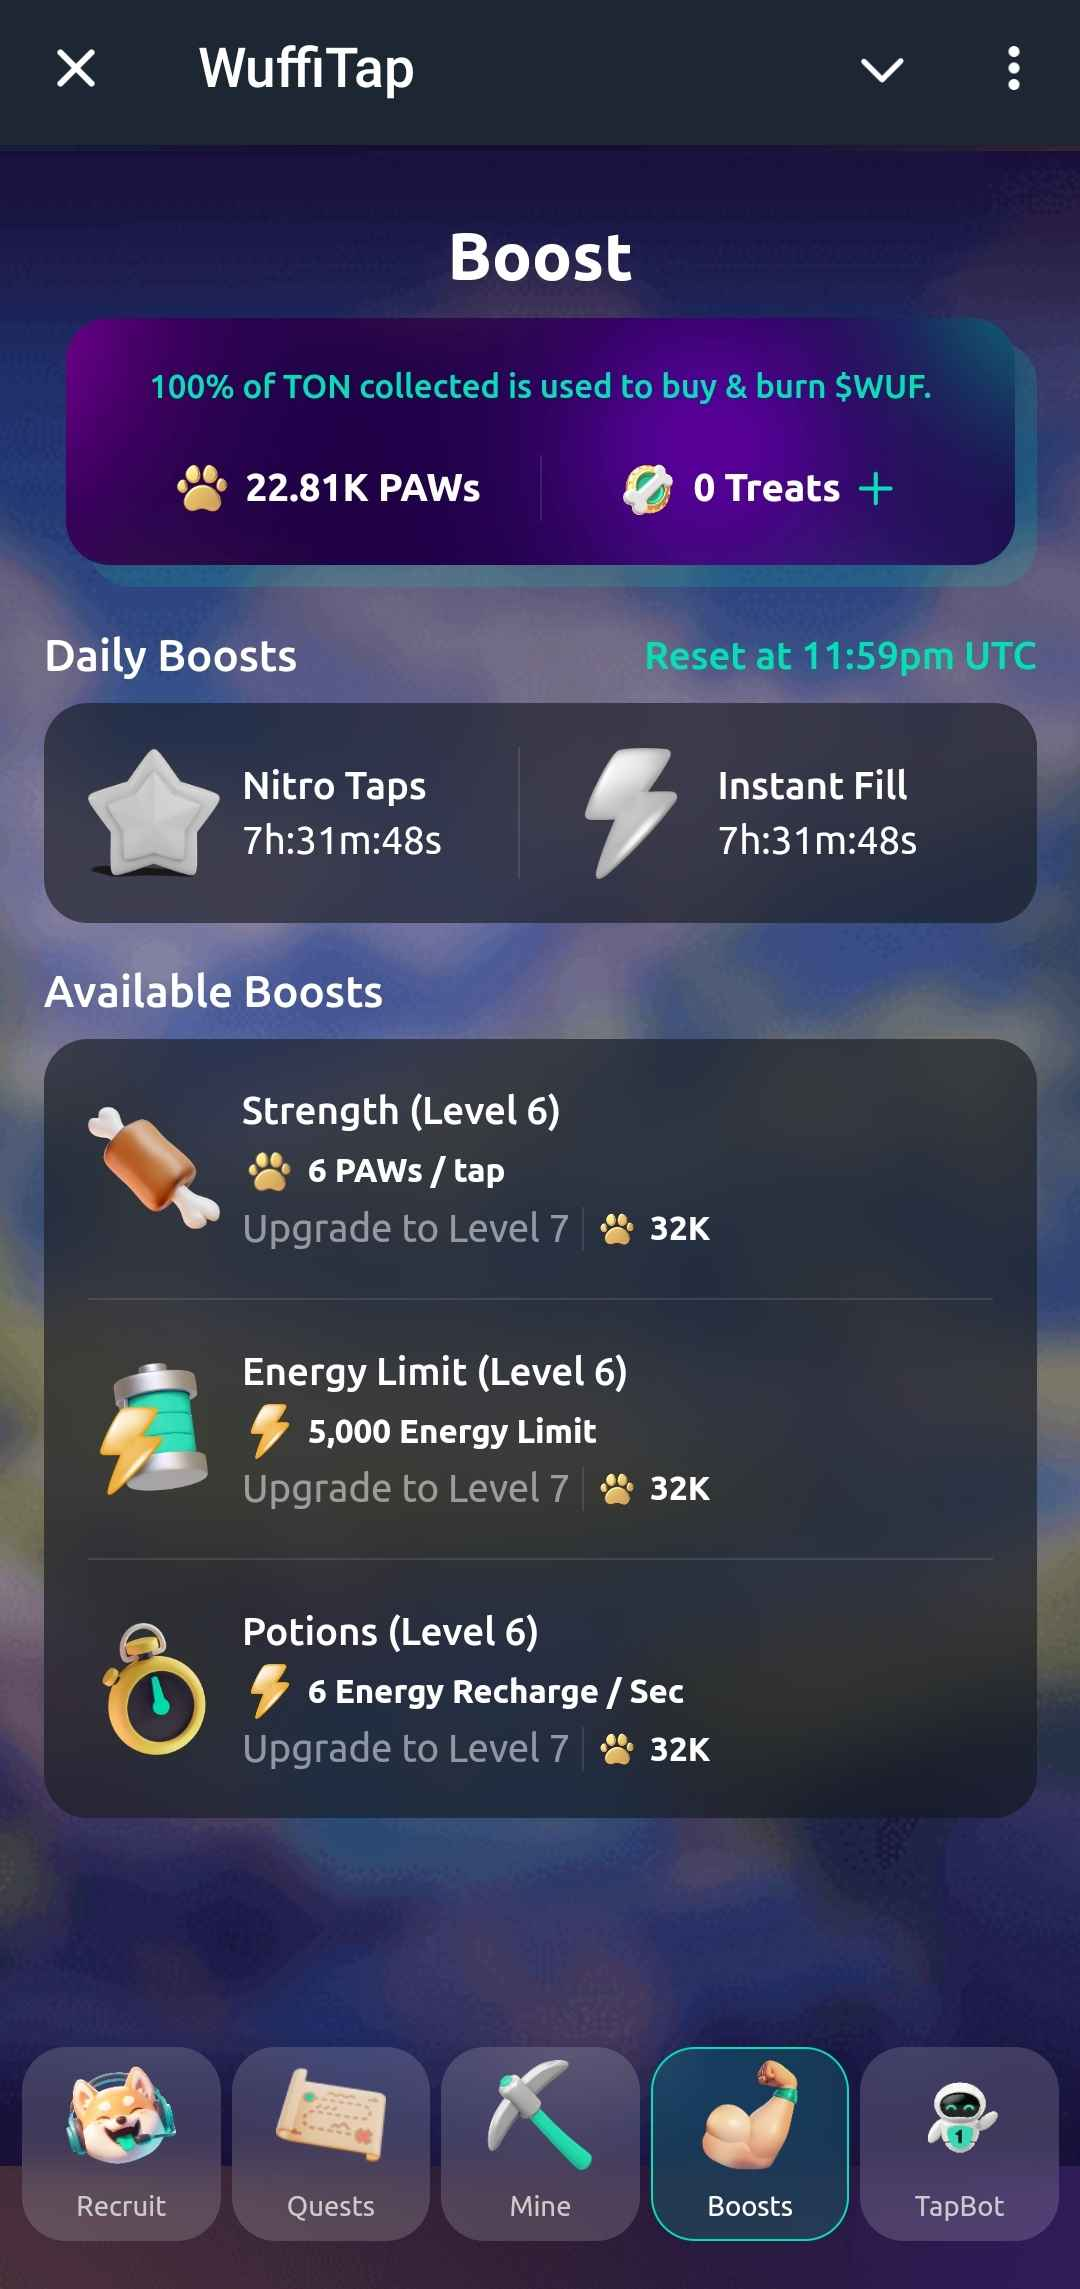 WuffiTap
Boost
100% of TON collected is used to buy & burn $WUF.
22.81K PAWs
0 Treats +
Daily Boosts
Reset at 11:59pm UTC
Nitro Taps
7h:31m:48s
Instant Fill
7h:31m:48s
Available Boosts
Strength (Level 6)
6 PAWs / tap
Upgrade to Level 7 32K
Energy Limit (Level 6)
5,000 Energy Limit
Upgrade to Level 7 32K
Potions (Level 6)
6 Energy Recharge / Sec
Upgrade to Level 7 32K
1
Recruit
Quests
Mine
Boosts
TapBot